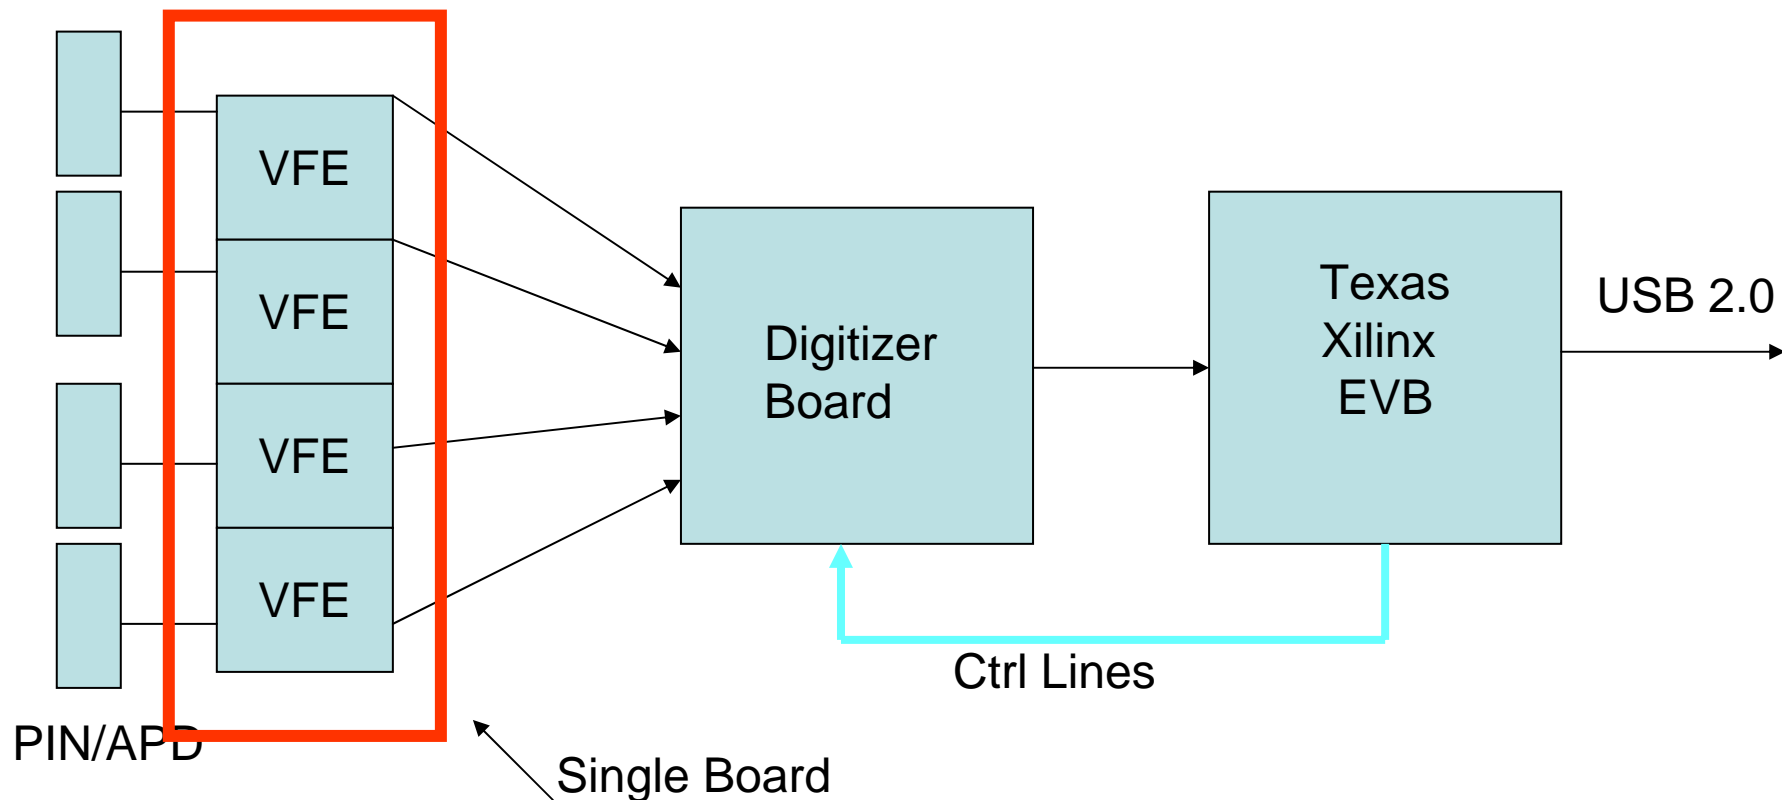 VFE
VFE
VFE
VFE
PIN/APD
Single Board
Digitizer
Board
Ctrl Lines
Texas
Xilinx
EVB
USB 2.0